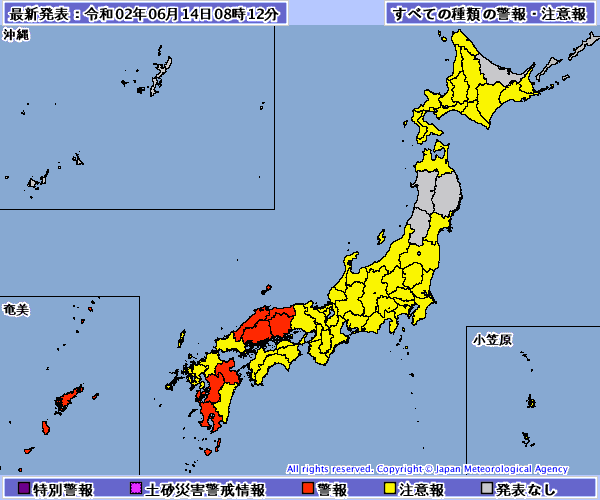 最新発表：令和02年06月14日08時12分
すべての種類の警報・注意報
沖縄
奄美
小笠原
All rights reserved. Copyright © Japan Meteorological Agency
特別警報
土砂災害警戒情報
警報
注意報
発表なし